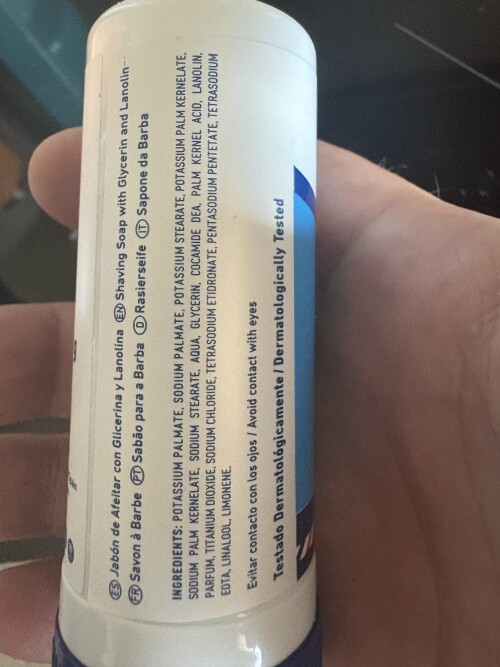 ES Jabón de Afeitar con Glicerina y Lanolina EN Shaving Soap with Glycerin and Lanolin
FR Savon à Barbe PT Sabão para a Barba D Rasierseife IT Sapone da Barba
INGREDIENTS: POTASSIUM PALMATE, SODIUM PALMATE, POTASSIUM STEARATE, POTASSIUM PALM KERNELATE,
SODIUM PALM KERNELATE, SODIUM STEARATE, AQUA, GLYCERIN, COCAMIDE DEA, PALM KERNEL ACID, LANOLIN,
PARFUM, TITANIUM DIOXIDE, SODIUM CHLORIDE, TETRASODIUM ETIDRONATE, PENTASODIUM PENTETATE, TETRASODIUM
EDTA, LINALOOL, LIMONENE.
Evitar contacto con los ojos / Avoid contact with eyes
Testado Dermatológicamente / Dermatologically Tested